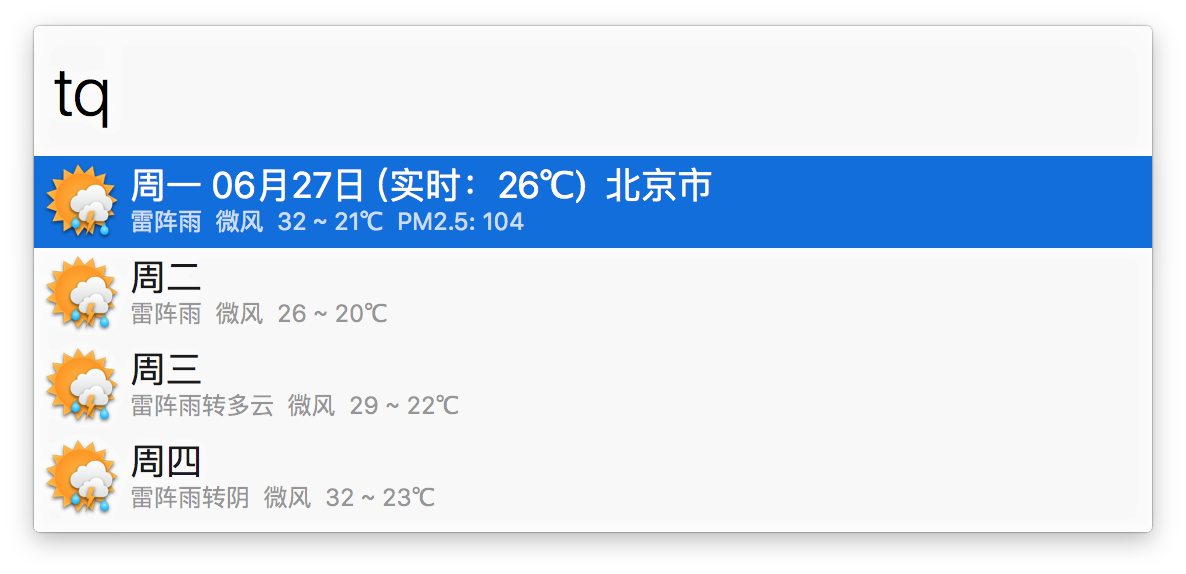 tq
周一 06月27日 (实时：26℃)  北京市
雷阵雨  微风  32 ~ 21℃  PM2.5: 104
周二
雷阵雨  微风  26 ~ 20℃
周三
雷阵雨转多云  微风  29 ~ 22℃
周四
雷阵雨转阴  微风  32 ~ 23℃